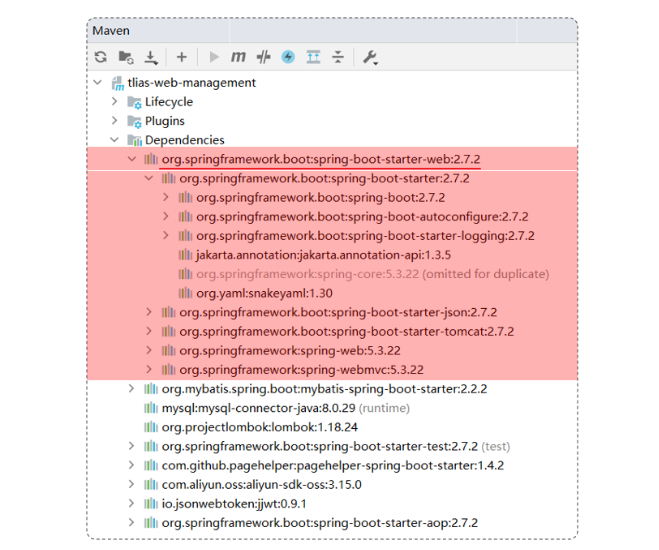 Maven
tlias-web-management
Lifecycle
Plugins
Dependencies
org.springframework.boot:spring-boot-starter-web:2.7.2
org.springframework.boot:spring-boot-starter:2.7.2
org.springframework.boot:spring-boot:2.7.2
org.springframework.boot:spring-boot-autoconfigure:2.7.2
org.springframework.boot:spring-boot-starter-logging:2.7.2
jakarta.annotation:jakarta.annotation-api:1.3.5
org.springframework:spring-core:5.3.22 (omitted for duplicate)
org.yaml:snakeyaml:1.30
org.springframework.boot:spring-boot-starter-json:2.7.2
org.springframework.boot:spring-boot-starter-tomcat:2.7.2
org.springframework:spring-web:5.3.22
org.springframework:spring-webmvc:5.3.22
org.mybatis.spring.boot:mybatis-spring-boot-starter:2.2.2
mysql:mysql-connector-java:8.0.29 (runtime)
org.projectlombok:lombok:1.18.24
org.springframework.boot:spring-boot-starter-test:2.7.2 (test)
com.github.pagehelper:pagehelper-spring-boot-starter:1.4.2
com.aliyun.oss:aliyun-sdk-oss:3.15.0
io.jsonwebtoken:jjwt:0.9.1
org.springframework.boot:spring-boot-starter-aop:2.7.2